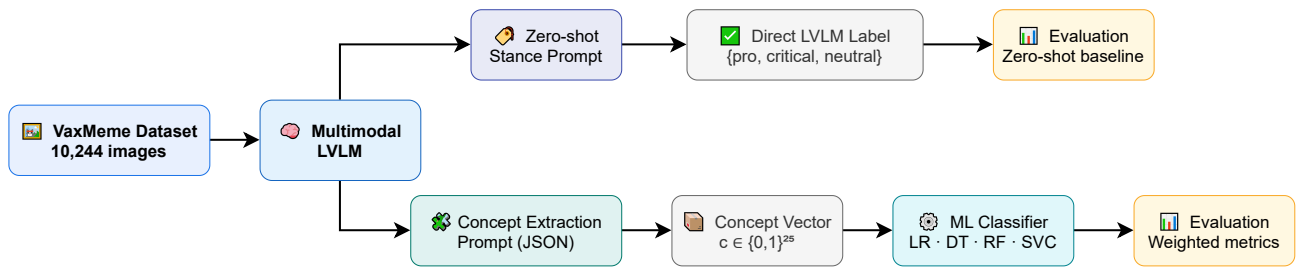 Zero-shot
Stance Prompt
Direct LVLM Label
{pro, critical, neutral}
Evaluation
Zero-shot baseline
VaxMeme Dataset
10,244 images
Multimodal
LVLM
Concept Extraction
Prompt (JSON)
Concept Vector
c ∈ {0,1}²⁵
ML Classifier
LR · DT · RF · SVC
Evaluation
Weighted metrics